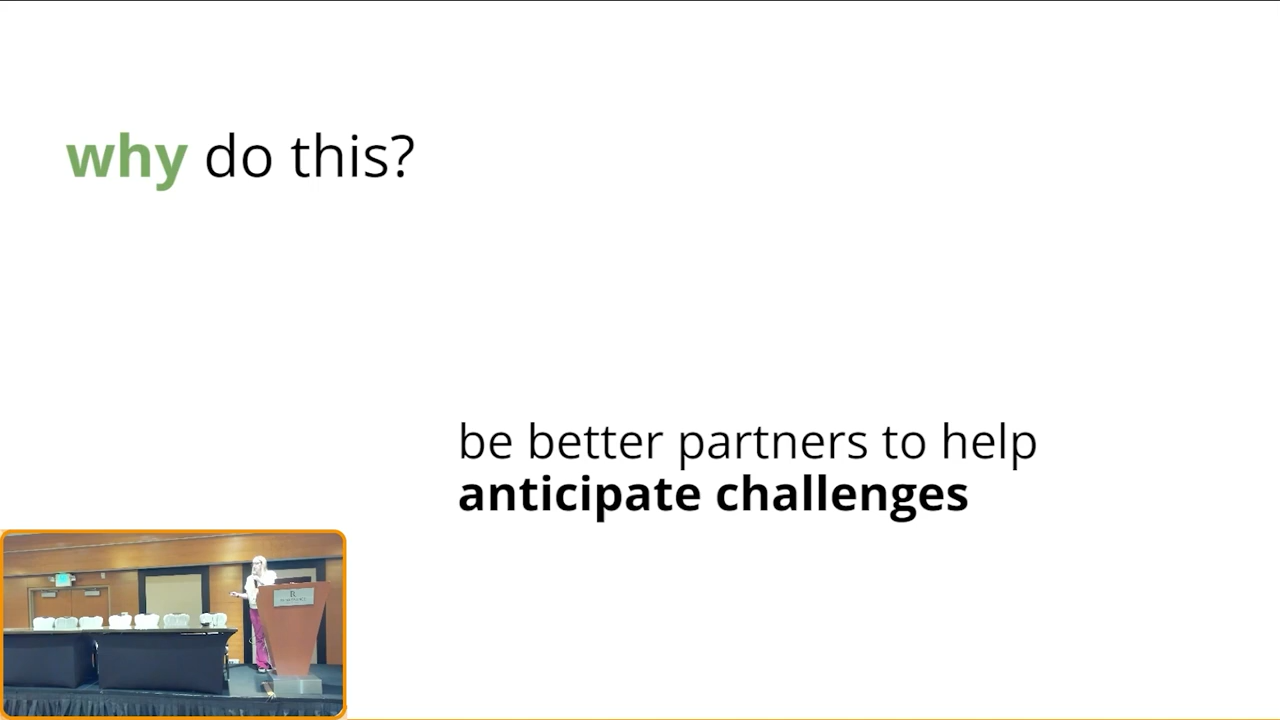 why do this?
be better partners to help
anticipate challenges